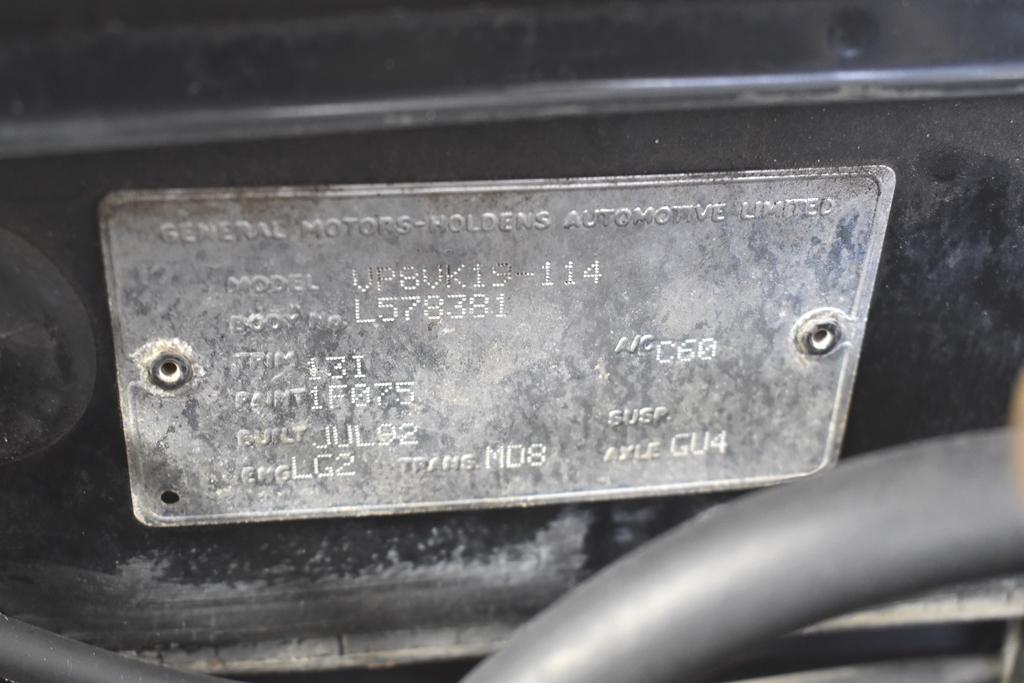 GENERAL MOTORS-HOLDENS AUTOMOTIVE LIMITED
MODEL VP8VK19-114
BODY No. L578381
TRIM 13I A/C C60
PAINT 1F075
BUILT JUL92 SUSP.
ENG LG2 TRANS. MD8 AXLE GU4